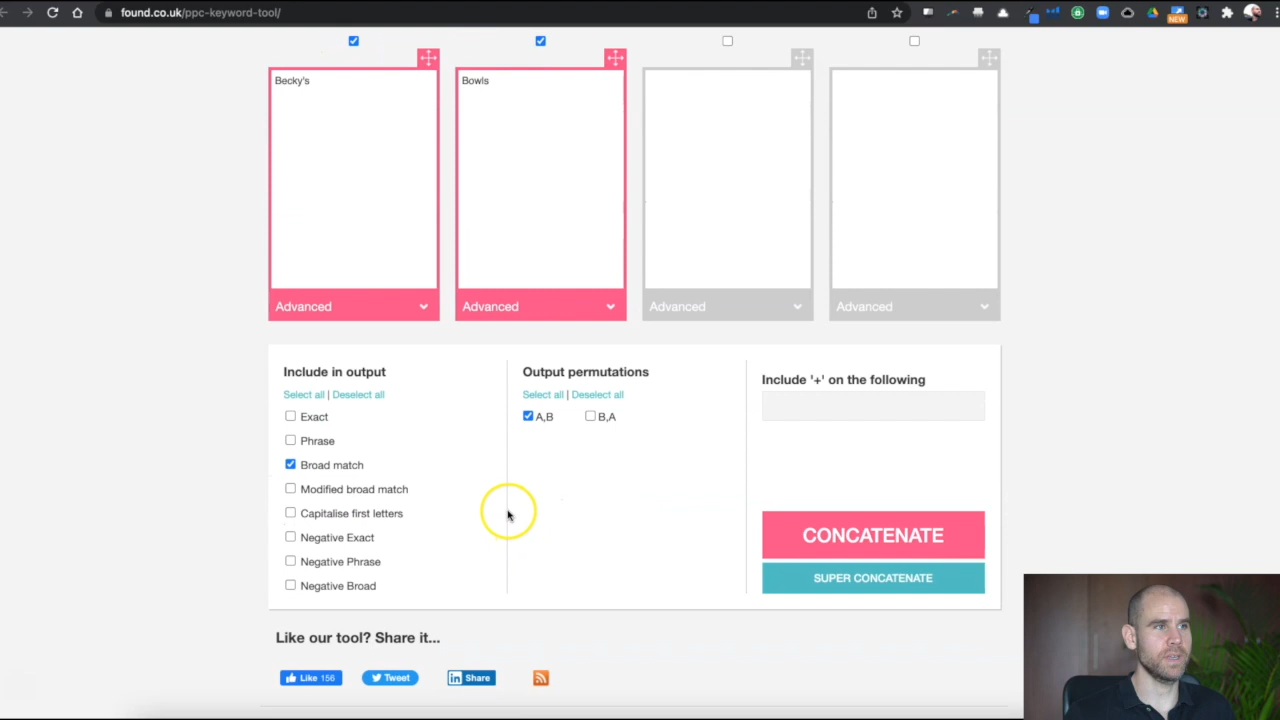 found.co.uk/ppc-keyword-tool/
NEW
Becky's
Bowls
Advanced
Advanced
Advanced
Advanced
Include in output
Select all | Deselect all
Exact
Phrase
Broad match
Modified broad match
Capitalise first letters
Negative Exact
Negative Phrase
Negative Broad
Output permutations
Select all | Deselect all
A,B
B,A
Include '+' on the following
CONCATENATE
SUPER CONCATENATE
Like our tool? Share it...
Like 156
Tweet
in Share